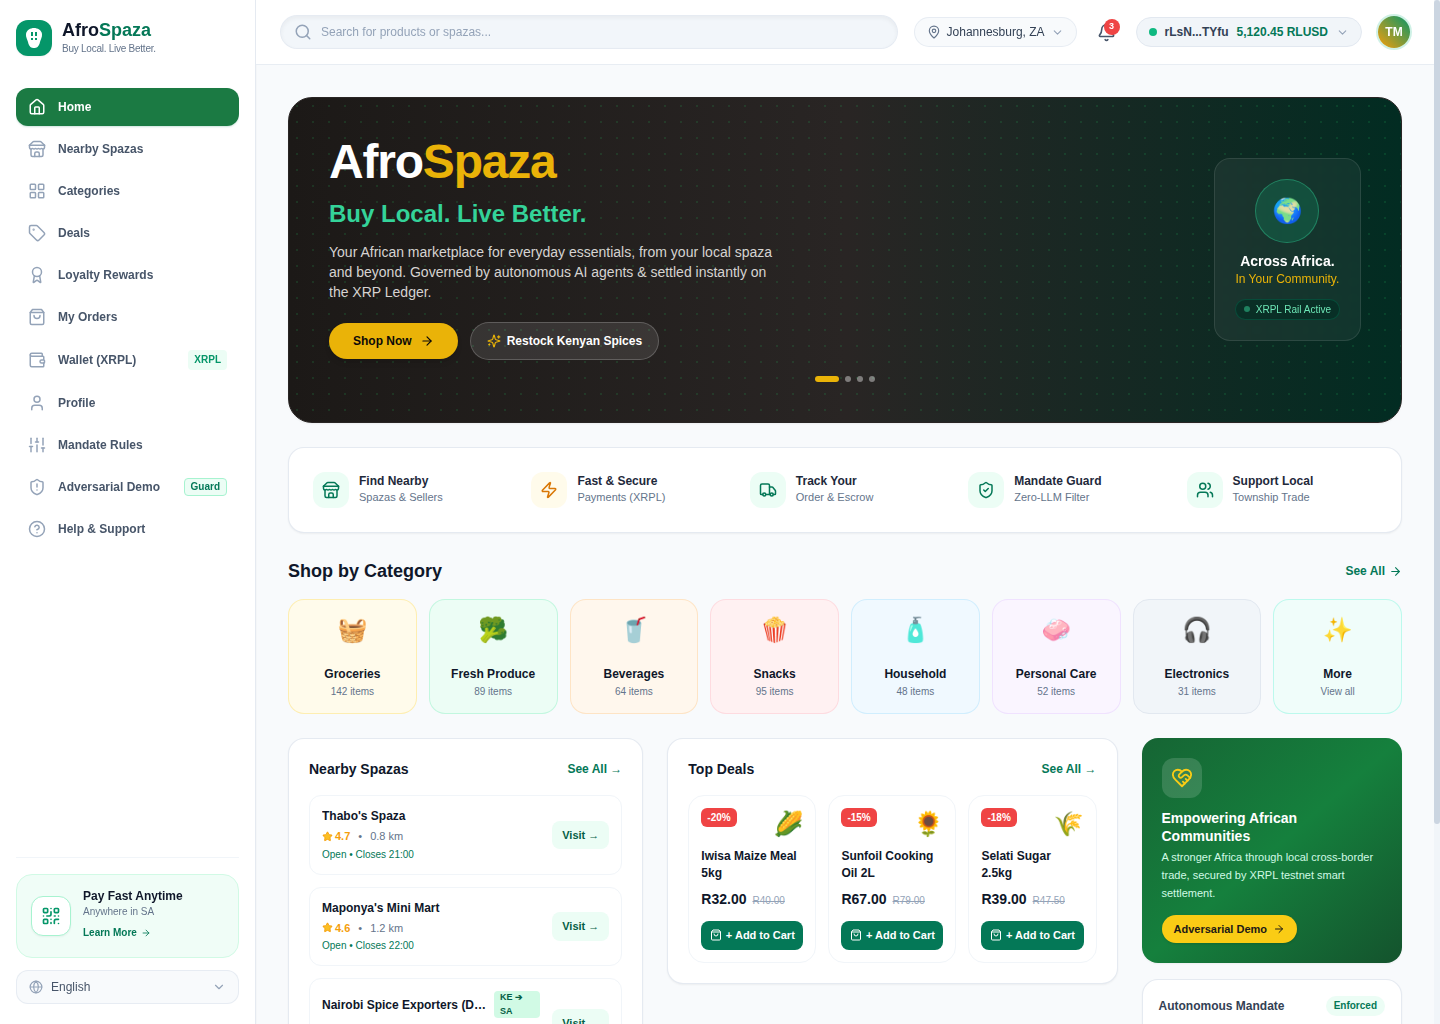 AfroSpaza
Buy Local. Live Better.
Home
Nearby Spazas
Categories
Deals
Loyalty Rewards
My Orders
Wallet (XRPL) XRPL
Profile
Mandate Rules
Adversarial Demo Guard
Help & Support
Pay Fast Anytime
Anywhere in SA
Learn More →
English
Search for products or spazas...
Johannesburg, ZA
3
rLsN...TYfu 5,120.45 RLUSD
TM
AfroSpaza
Buy Local. Live Better.
Your African marketplace for everyday essentials, from your local spaza
and beyond. Governed by autonomous AI agents & settled instantly on
the XRP Ledger.
Shop Now →
Restock Kenyan Spices
Across Africa.
In Your Community.
XRPL Rail Active
Find Nearby
Spazas & Sellers
Fast & Secure
Payments (XRPL)
Track Your
Order & Escrow
Mandate Guard
Zero-LLM Filter
Support Local
Township Trade
Shop by Category
See All →
Groceries
142 items
Fresh Produce
89 items
Beverages
64 items
Snacks
95 items
Household
48 items
Personal Care
52 items
Electronics
31 items
More
View all
Nearby Spazas
See All →
Thabo's Spaza
4.7 • 0.8 km
Open • Closes 21:00
Visit →
Maponya's Mini Mart
4.6 • 1.2 km
Open • Closes 22:00
Visit →
Nairobi Spice Exporters (D...
KE ➔
SA
Visit
Top Deals
See All →
-20%
Iwisa Maize Meal
5kg
R32.00 R40.00
+ Add to Cart
-15%
Sunfoil Cooking
Oil 2L
R67.00 R79.00
+ Add to Cart
-18%
Selati Sugar
2.5kg
R39.00 R47.50
+ Add to Cart
Empowering African
Communities
A stronger Africa through local cross-border
trade, secured by XRPL testnet smart
settlement.
Adversarial Demo →
Autonomous Mandate
Enforced